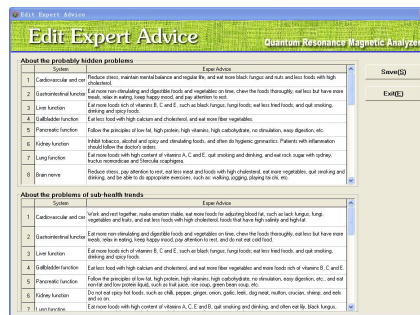 Edit Expert Advice
Edit Expert Advice
Quantum Resonance Magnetic Analyzer
About the probably hidden problems
System
Exper Advice
1 Cardiovascular and cer Reduce stress, maintain mental balance and regular life, and eat more black fungus and nuts and less foods with high
cholesterol.
2 Gastrointestinal function Eat more non-stimulating and digestible foods and vegetables on time, chew the foods thoroughly, eat less but have more
meals, relax in eating, keep happy mood, and pay attention to rest.
3 Liver function Eat more foods rich of vitamins B, C and E, such as black fungus, fungi foods; eat less fried foods, and quit smoking,
drinking and spicy foods.
4 Gallbladder function Eat less food with high calcium and cholesterol, and eat more fiber vegetables.
5 Pancreatic function Follow the principles of low fat, high protein, high vitamins, high carbohydrate, no stimulation, easy digestion, etc.
6 Kidney function Inhibit tobacco, alcohol and spicy and stimulating foods, and often do hygienic gymnastics. Patients with inflammation
should follow the doctor's orders.
7 Lung function Eat more foods with high content of vitamins A, C and E, quit smoking and drinking, and eat rock sugar with sydney,
fructus momordicae and Sterculia scaphigera.
8 Brain nerve Reduce stress, pay attention to rest, eat less meat and foods with high cholesterol, eat more vegetables, quit smoking and
drinking, and be able to do appropriate exercises, such as: walking, jogging, playing tai chi, etc.
Save(S)
Exit(E)
About the problems of sub-health trends
System
Exper Advice
1 Cardiovascular and cer Work and rest together, make emotion stable, eat more foods for adjusting blood fat, such as lack fungus, fungi,
vegetables and fruits, and eat less foods with high cholesterol, foods that have high salinity and high-fat
2 Gastrointestinal function Eat more non-stimulating and digestible foods and vegetables on time, chew the foods thoroughly, eat less but have more
meals, relax in eating, keep happy mood, pay attention to rest, and do not eat cold food.
3 Liver function Eat more foods rich of vitamins B, C and E, such as black fungus, fungi foods; eat less fried foods, and quit smoking,
drinking and spicy foods.
4 Gallbladder function Eat less food with high calcium and cholesterol, and eat more fiber vegetables and more foods rich of vitamins B, C and E.
5 Pancreatic function Follow the principles of low fat, high protein, high vitamins, high carbohydrate, no stimulation, easy digestion, etc., and eat
non-fat and low protein liquid, such as fruit juice, rice soup, green bean soup, etc.
6 Kidney function Do not eat spicy-hot foods, such as chili, pepper, ginger, onion, garlic, leek, dog meat, mutton, crucian, shrimp, and eels
and so on.
7 Lung function Eat more foods with high content of vitamins A, C, E and B, quit smoking and drinking, and often eat lily, black fungus,